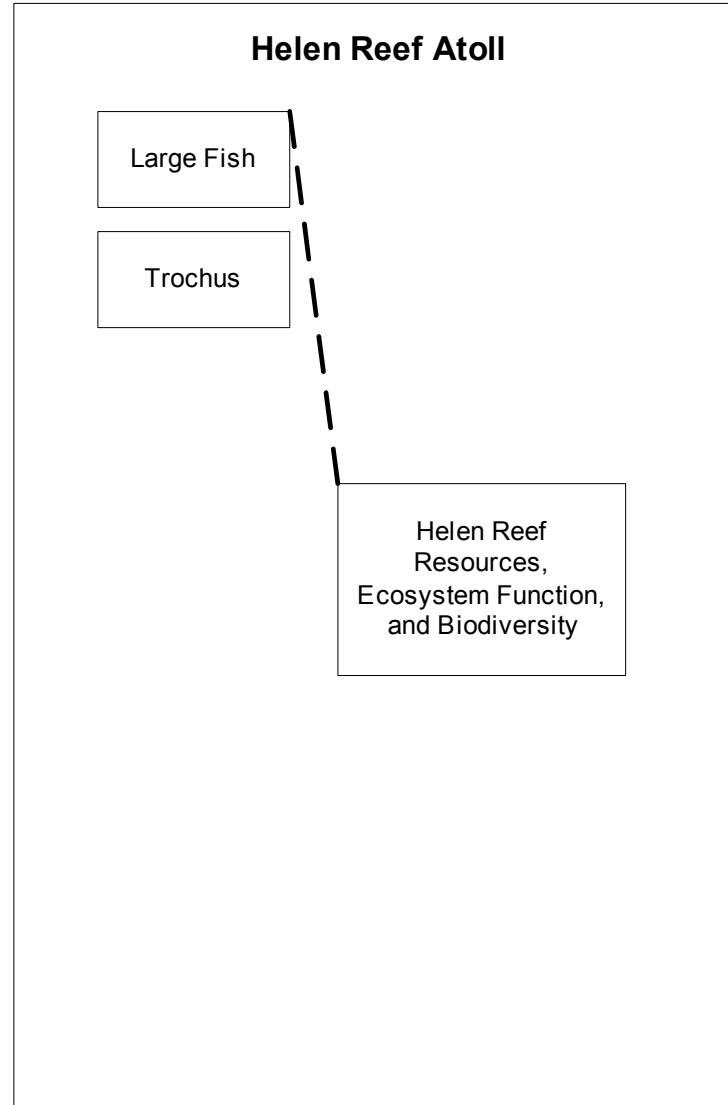 Helen Reef Atoll
Large Fish
Trochus
Helen Reef
Resources,
Ecosystem Function,
and Biodiversity